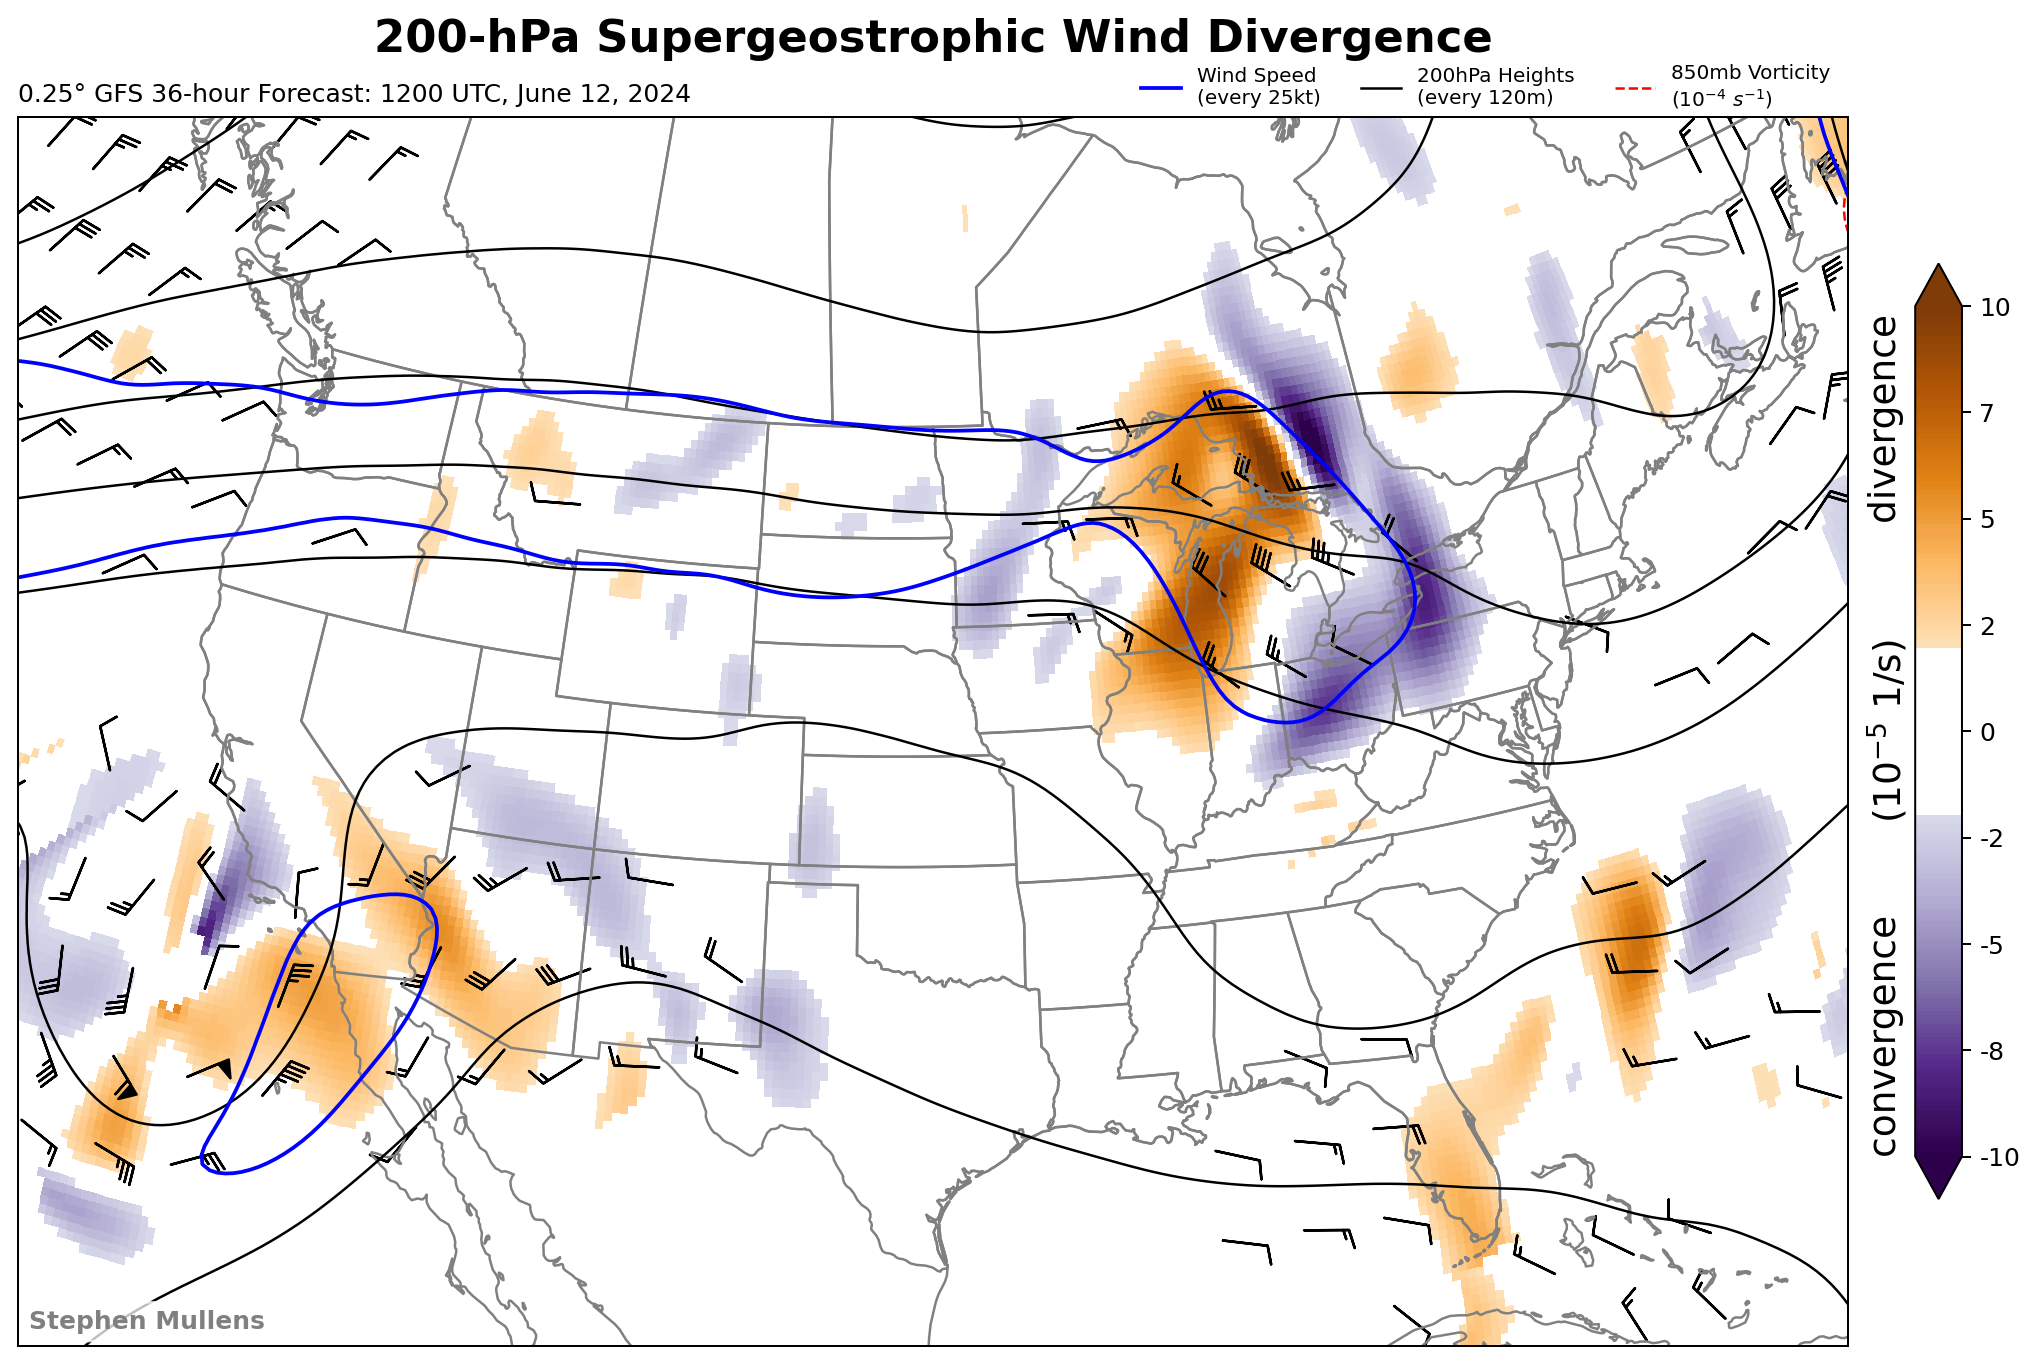 200-hPa Supergeostrophic Wind Divergence
0.25° GFS 36-hour Forecast: 1200 UTC, June 12, 2024
Wind Speed
(every 25kt)
200hPa Heights
(every 120m)
850mb Vorticity
(10⁻⁴ s⁻¹)
10
7
5
2
0
-2
-5
-8
-10
convergence (10⁻⁵ 1/s) divergence
Stephen Mullens